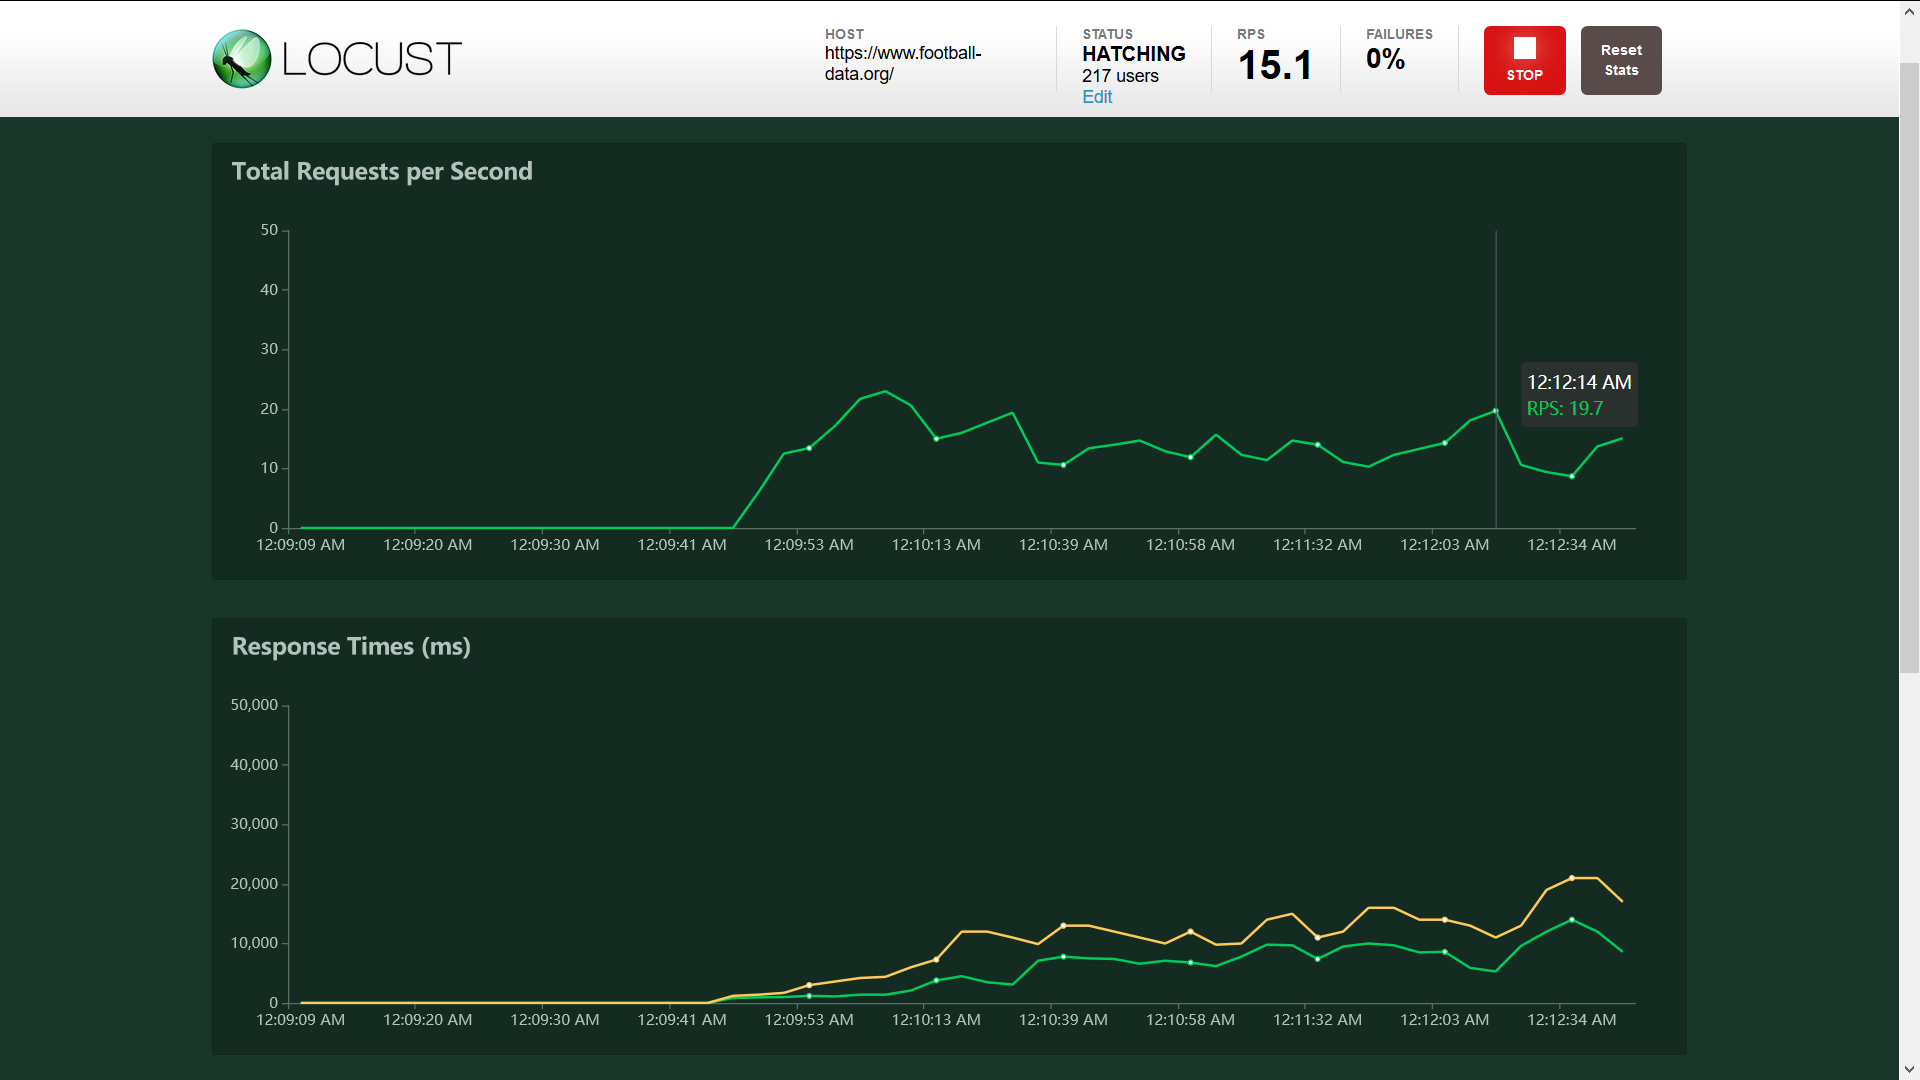 LOCUST
HOST
https://www.football-
data.org/
STATUS
HATCHING
217 users
Edit
RPS
15.1
FAILURES
0%
STOP
Reset
Stats
Total Requests per Second
50
40
30
20
10
0
12:12:14 AM
RPS: 19.7
12:09:09 AM 12:09:20 AM 12:09:30 AM 12:09:41 AM 12:09:53 AM 12:10:13 AM 12:10:39 AM 12:10:58 AM 12:11:32 AM 12:12:03 AM 12:12:34 AM
Response Times (ms)
50,000
40,000
30,000
20,000
10,000
0
12:09:09 AM 12:09:20 AM 12:09:30 AM 12:09:41 AM 12:09:53 AM 12:10:13 AM 12:10:39 AM 12:10:58 AM 12:11:32 AM 12:12:03 AM 12:12:34 AM